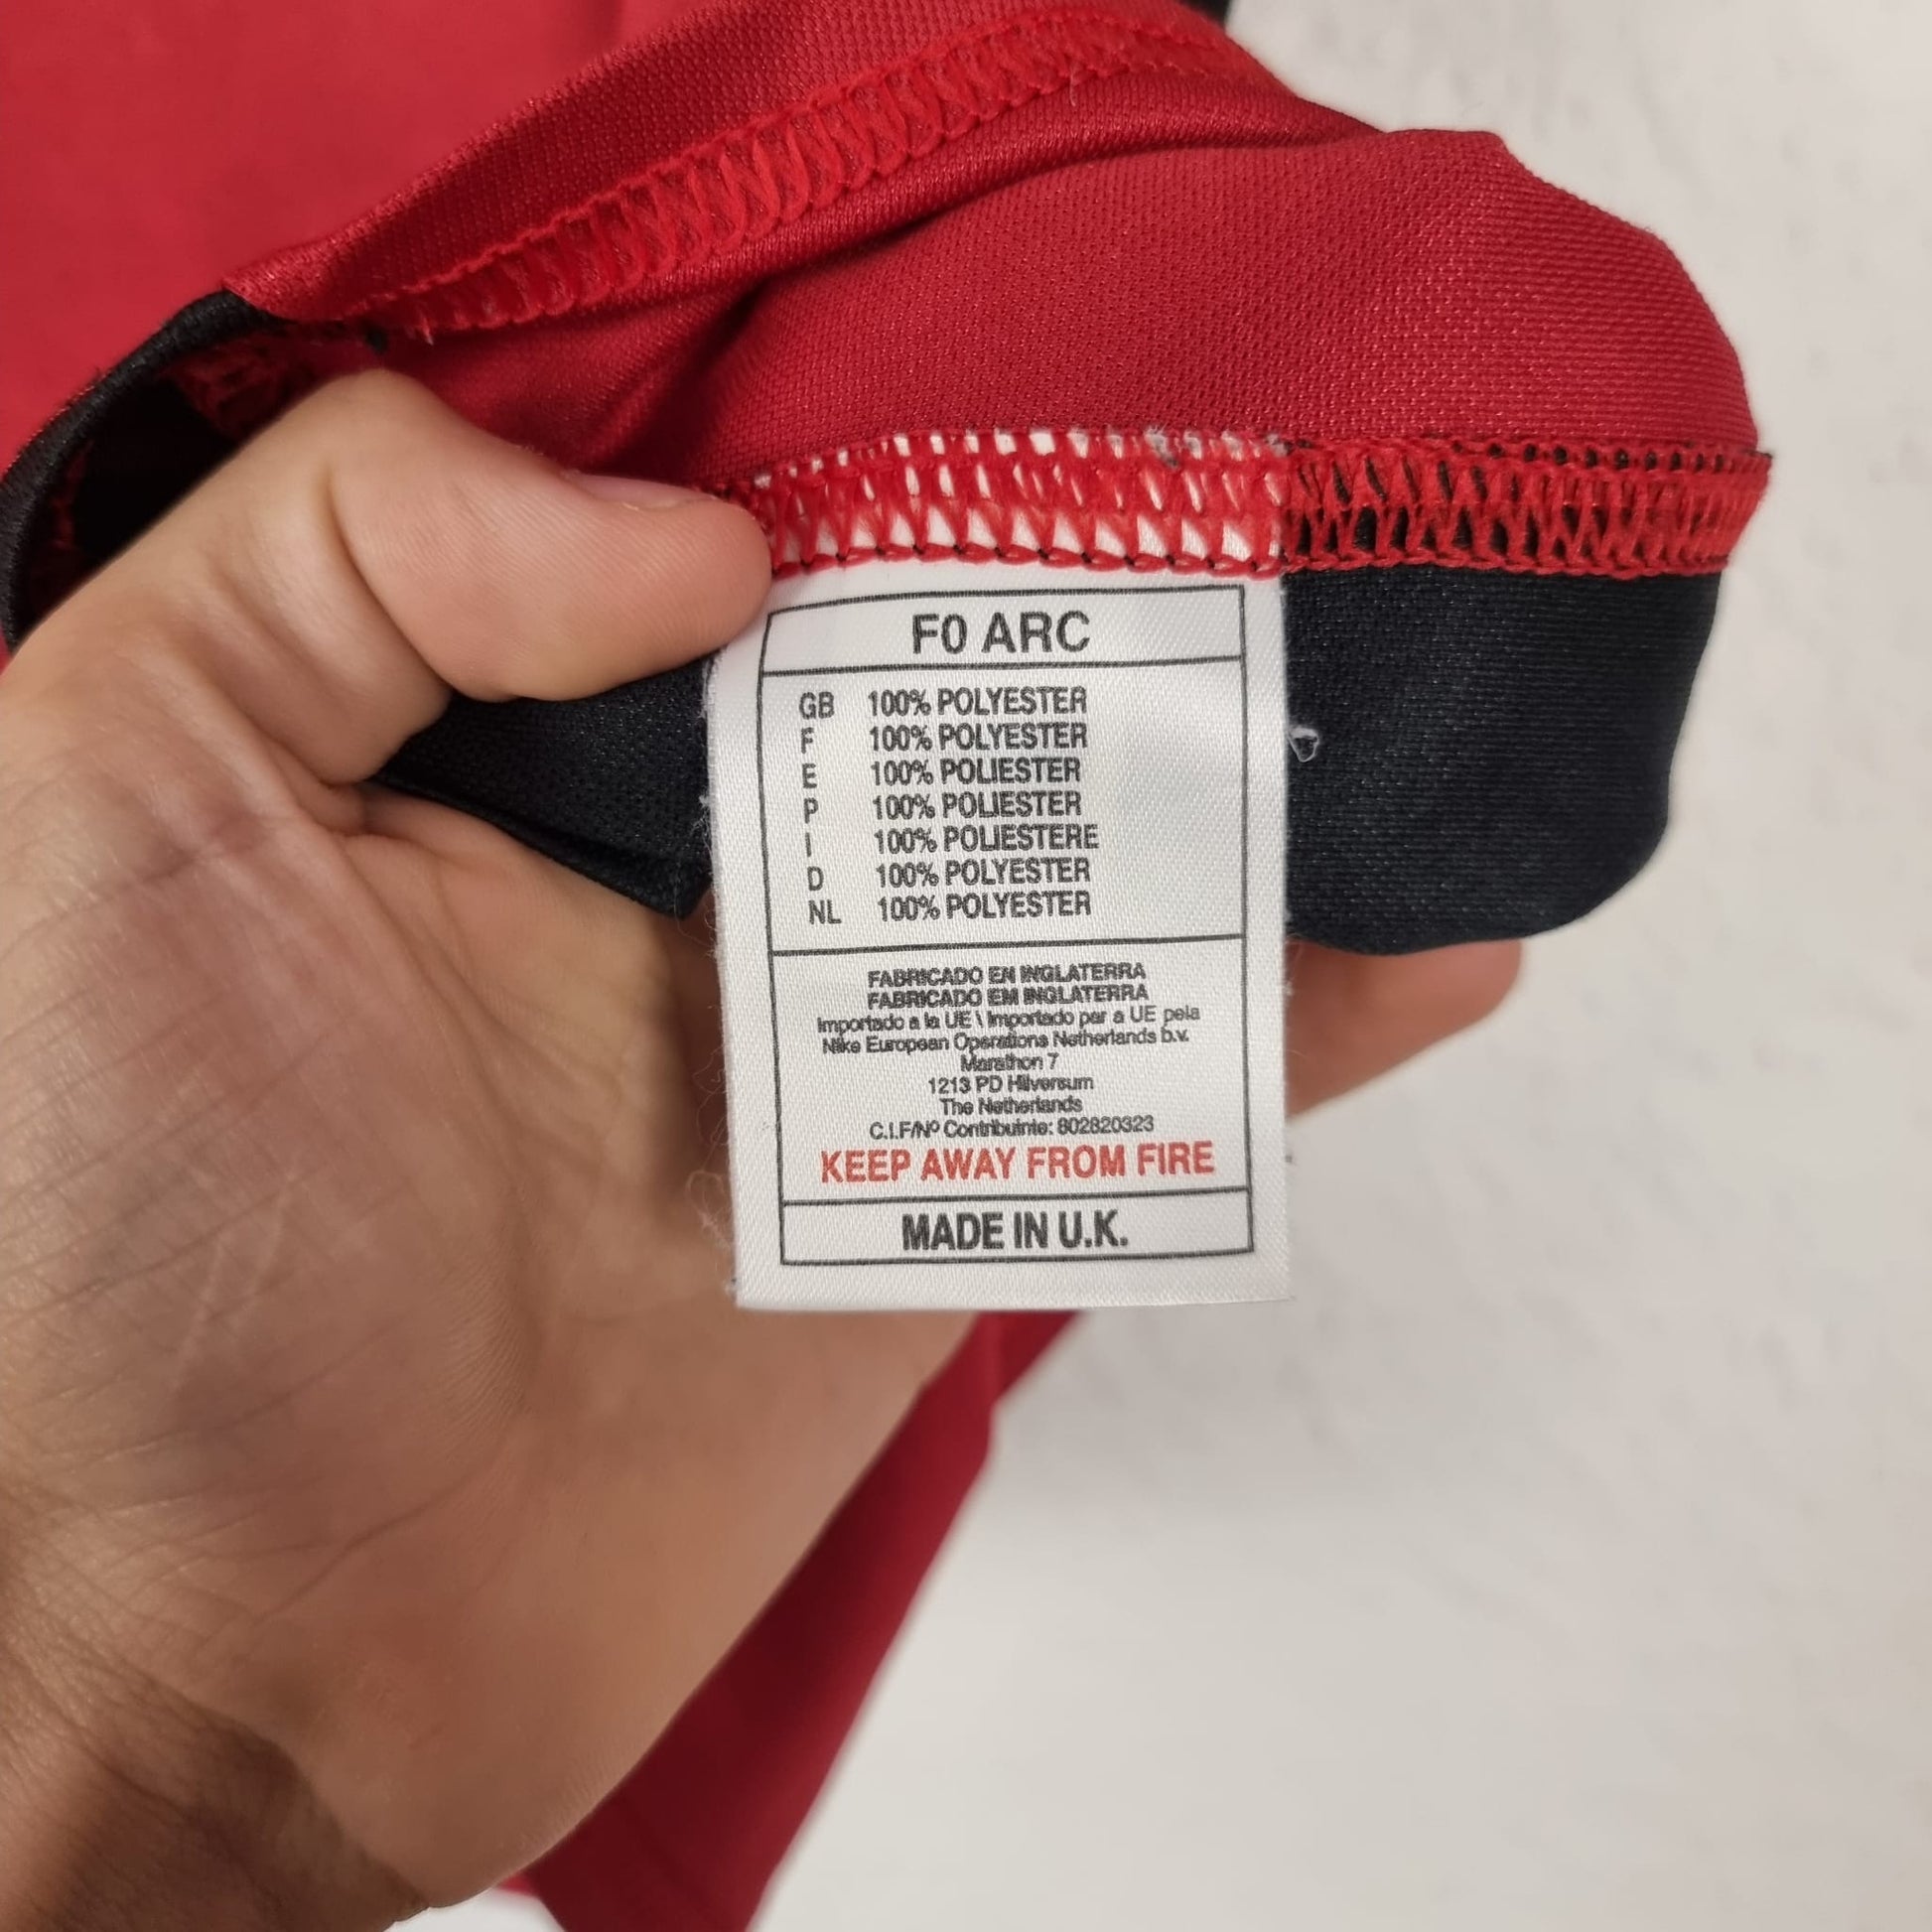 F0 ARC
GB 100% POLYESTER
F 100% POLYESTER
E 100% POLIESTER
P 100% POLIESTER
I 100% POLIESTERE
D 100% POLYESTER
NL 100% POLYESTER
FABRICADO EN INGLATERRA
FABRICADO EM INGLATERRA
Importado a la UE \ Importado par a UE pela
Nike European Operations Netherlands b.v.
Marathon 7
1213 PD Hilversum
The Netherlands
C.I.F/Nº Contribuinte: 802820323
KEEP AWAY FROM FIRE
MADE IN U.K.